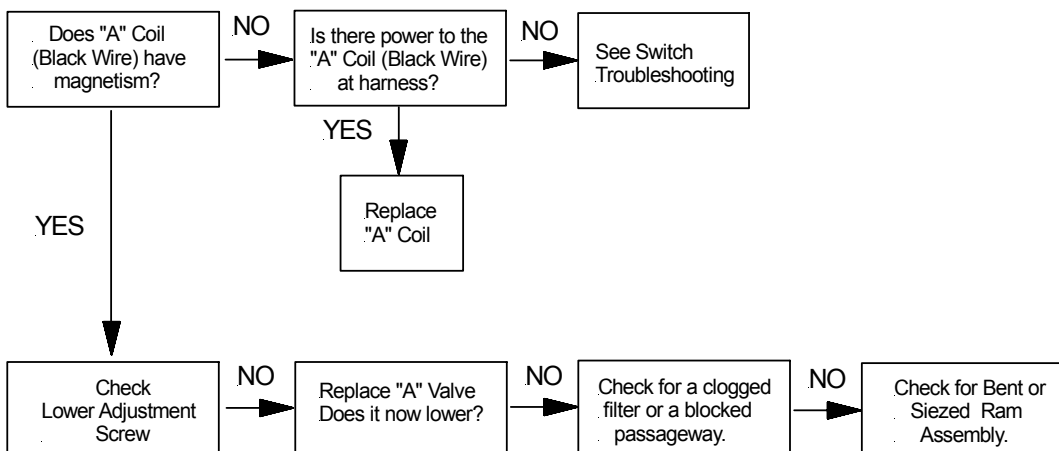 Does "A" Coil
(Black Wire) have
magnetism?
NO
Is there power to the
"A" Coil (Black Wire)
at harness?
NO
See Switch
Troubleshooting
YES
Replace
"A" Coil
YES
Check
Lower Adjustment
Screw
NO
Replace "A" Valve
Does it now lower?
NO
Check for a clogged
filter or a blocked
passageway.
NO
Check for Bent or
Siezed Ram
Assembly.